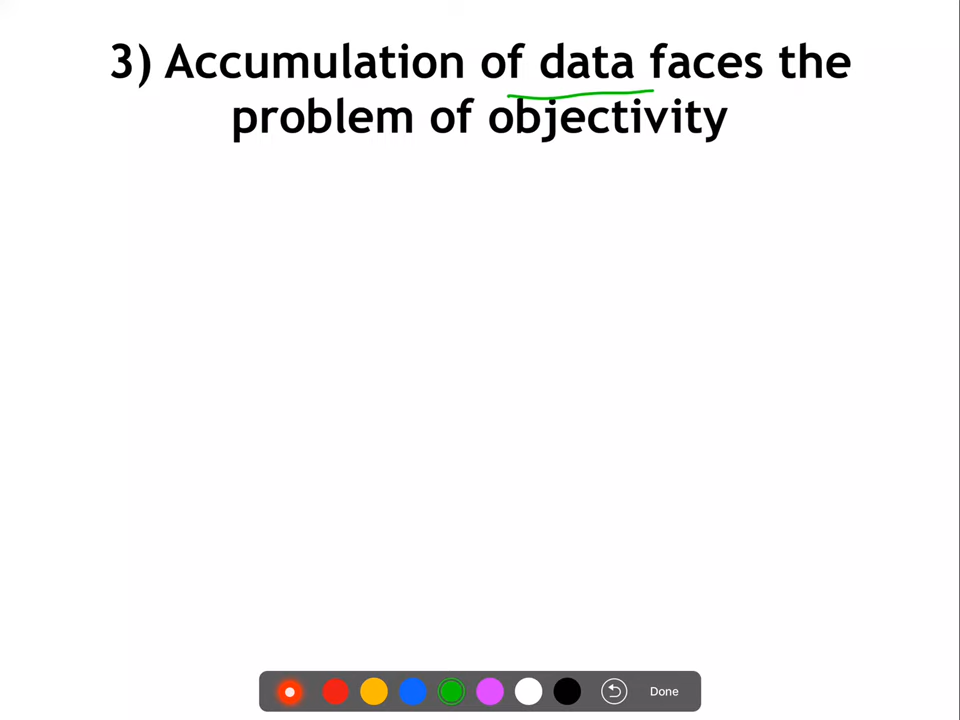 3) Accumulation of data faces the
problem of objectivity
Done